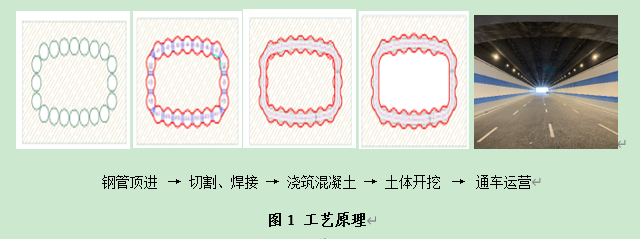 钢管顶进 → 切割、焊接 → 浇筑混凝土 → 土体开挖 → 通车运营
图1 工艺原理